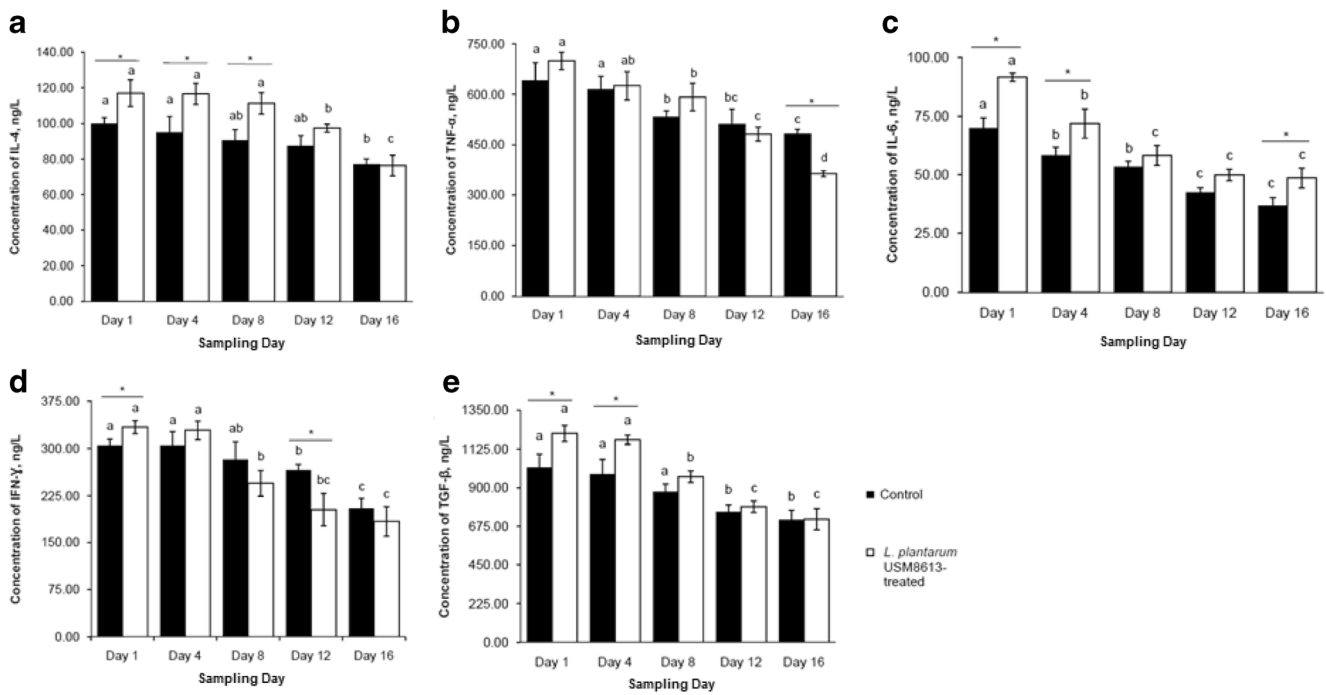 a
Concentration of IL-4, ng/L
140.00
120.00
100.00
80.00
60.00
40.00
20.00
0.00
* * *
a a a a ab a ab b b c
Day 1 Day 4 Day 8 Day 12 Day 16
Sampling Day
b
Concentration of TNF-α, ng/L
750.00
600.00
450.00
300.00
150.00
0.00
*
a a a ab b b bc c c d
Day 1 Day 4 Day 8 Day 12 Day 16
Sampling Day
c
Concentration of IL-6, ng/L
100.00
75.00
50.00
25.00
0.00
* * *
a a b b b c c c c c
Day 1 Day 4 Day 8 Day 12 Day 16
Sampling Day
d
Concentration of IFN-γ, ng/L
375.00
300.00
225.00
150.00
75.00
0.00
* *
a a a a ab b b bc c c
Day 1 Day 4 Day 8 Day 12 Day 16
Sampling Day
e
Concentration of TGF-β, ng/L
1350.00
1125.00
900.00
675.00
450.00
225.00
0.00
* *
a a a a a b b c b c
Day 1 Day 4 Day 8 Day 12 Day 16
Sampling Day
Control
L. plantarum
USM8613-
treated